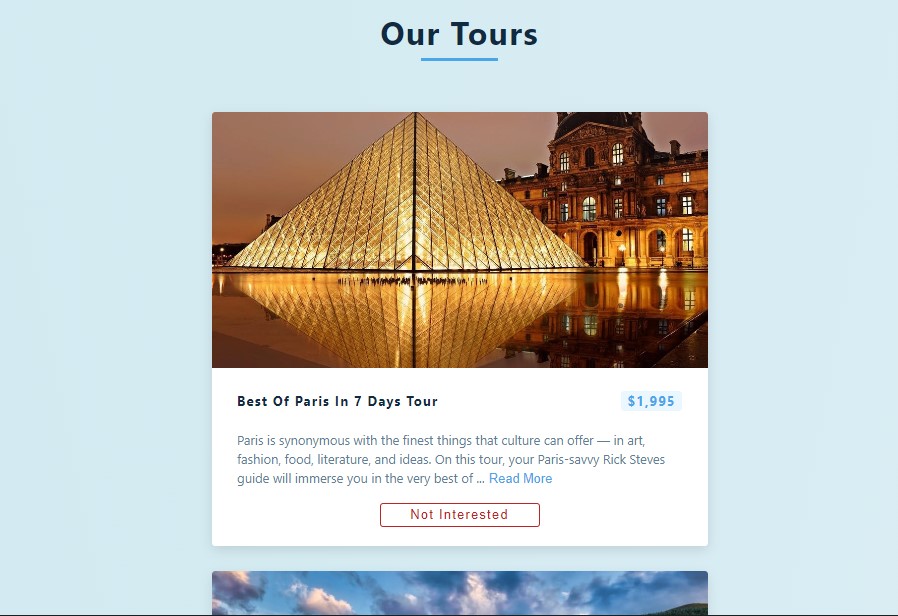 Our Tours
Best Of Paris In 7 Days Tour
$1,995
Paris is synonymous with the finest things that culture can offer — in art,
fashion, food, literature, and ideas. On this tour, your Paris-savvy Rick Steves
guide will immerse you in the very best of ... Read More
Not Interested